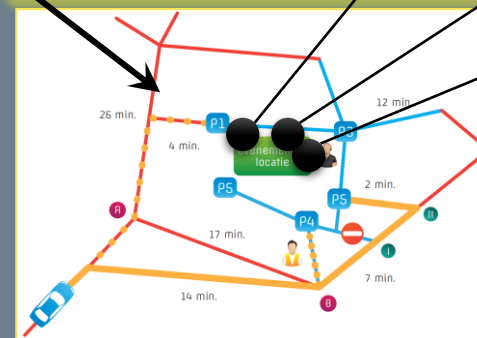 26 min.
P1
12 min.
P3
4 min.
locatie
P5
2 min.
P5
A
P4
II
17 min.
I
7 min.
14 min.
B